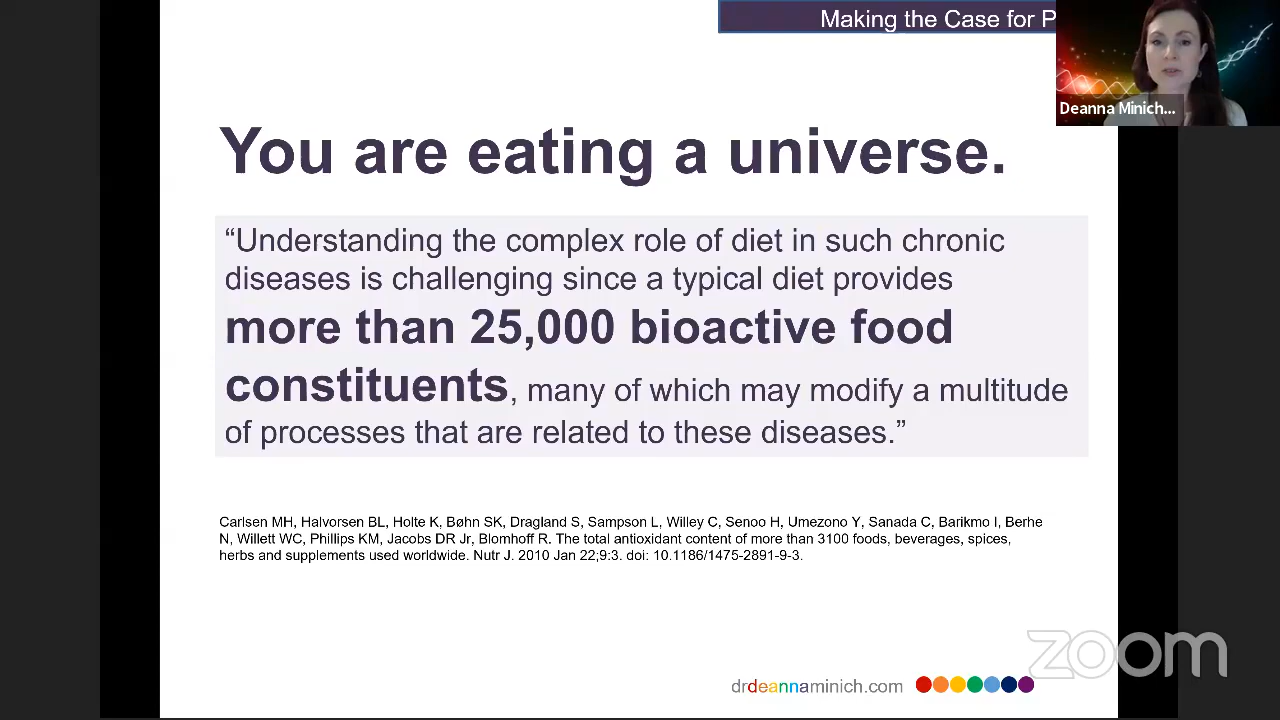 Making the Case for P
Deanna Minich...
You are eating a universe.
“Understanding the complex role of diet in such chronic
diseases is challenging since a typical diet provides
more than 25,000 bioactive food
constituents, many of which may modify a multitude
of processes that are related to these diseases.”
Carlsen MH, Halvorsen BL, Holte K, Bøhn SK, Dragland S, Sampson L, Willey C, Senoo H, Umezono Y, Sanada C, Barikmo I, Berhe
N, Willett WC, Phillips KM, Jacobs DR Jr, Blomhoff R. The total antioxidant content of more than 3100 foods, beverages, spices,
herbs and supplements used worldwide. Nutr J. 2010 Jan 22;9:3. doi: 10.1186/1475-2891-9-3.
zoom
drdeannaminich.com